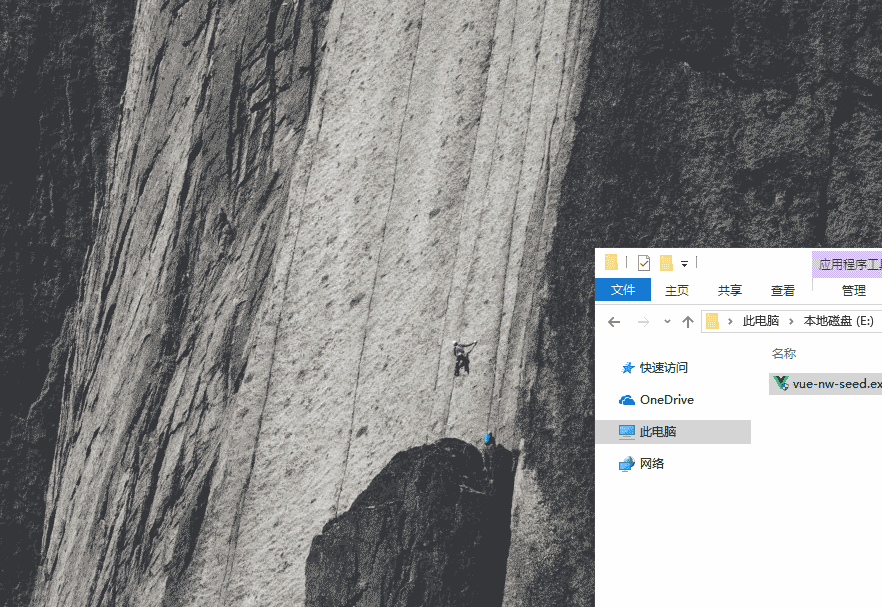 应用程序工具
文件 主页 共享 查看 管理
此电脑 本地磁盘 (E:)
名称
快速访问
vue-nw-seed.ex
OneDrive
此电脑
网络